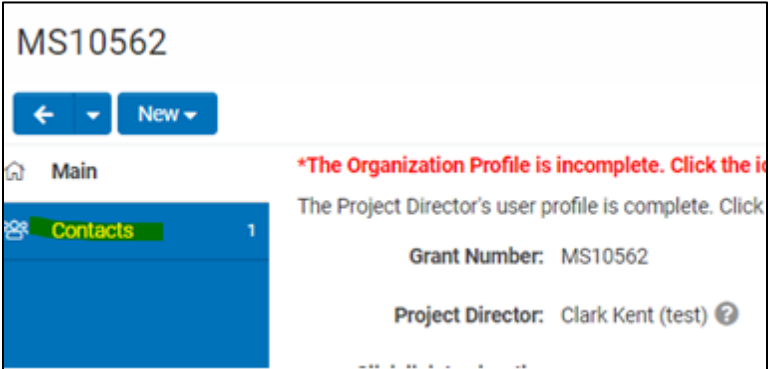 MS10562
New
Main
*The Organization Profile is incomplete. Click the
Contacts 1
The Project Director's user profile is complete. Click
Grant Number: MS10562
Project Director: Clark Kent (test)